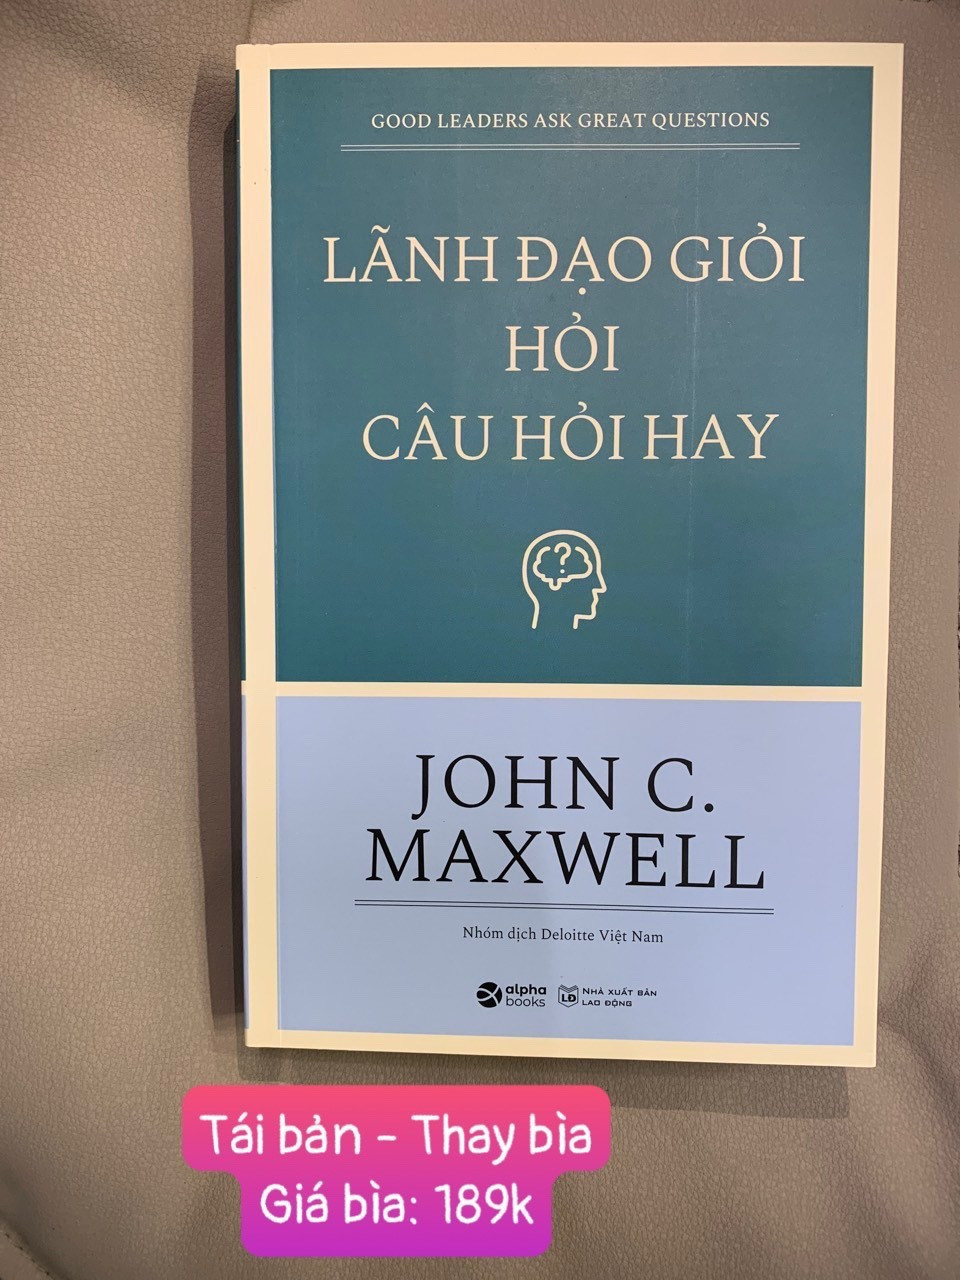 GOOD LEADERS ASK GREAT QUESTIONS
LÃNH ĐẠO GIỎI
HỎI
CÂU HỎI HAY
?
JOHN C.
MAXWELL
Nhóm dịch Deloitte Việt Nam
alpha
books
LĐ
NHÀ XUẤT BẢN
LAO ĐỘNG
Tái bản - Thay bìa
Giá bìa: 189k